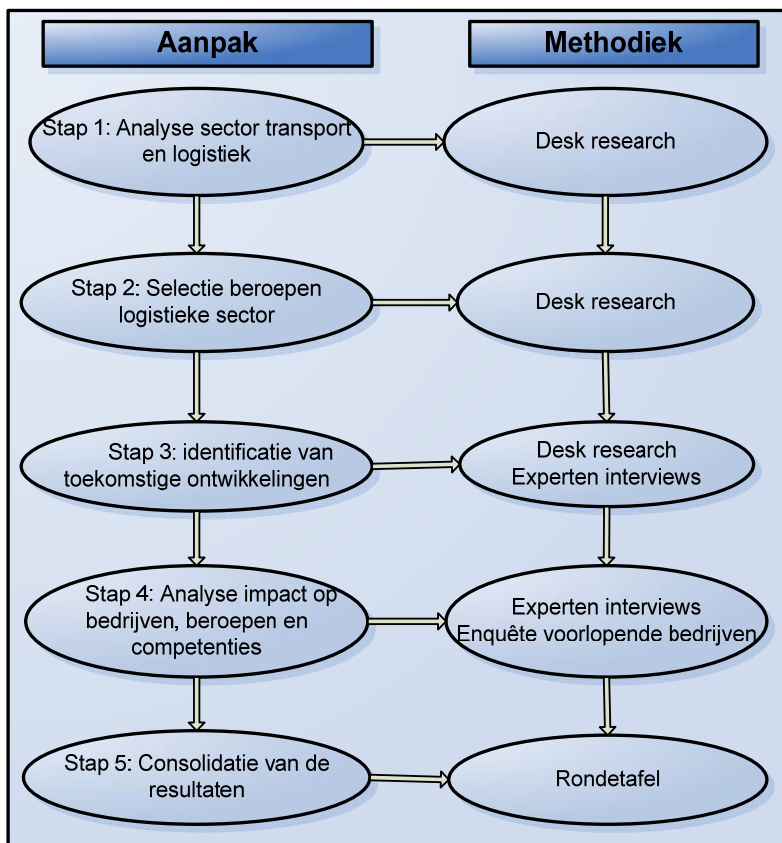 Aanpak
Methodiek
Stap 1: Analyse sector transport
en logistiek
Desk research
Stap 2: Selectie beroepen
logistieke sector
Desk research
Stap 3: identificatie van
toekomstige ontwikkelingen
Desk research
Experten interviews
Stap 4: Analyse impact op
bedrijven, beroepen en
competenties
Experten interviews
Enquête voorlopende bedrijven
Stap 5: Consolidatie van de
resultaten
Rondetafel